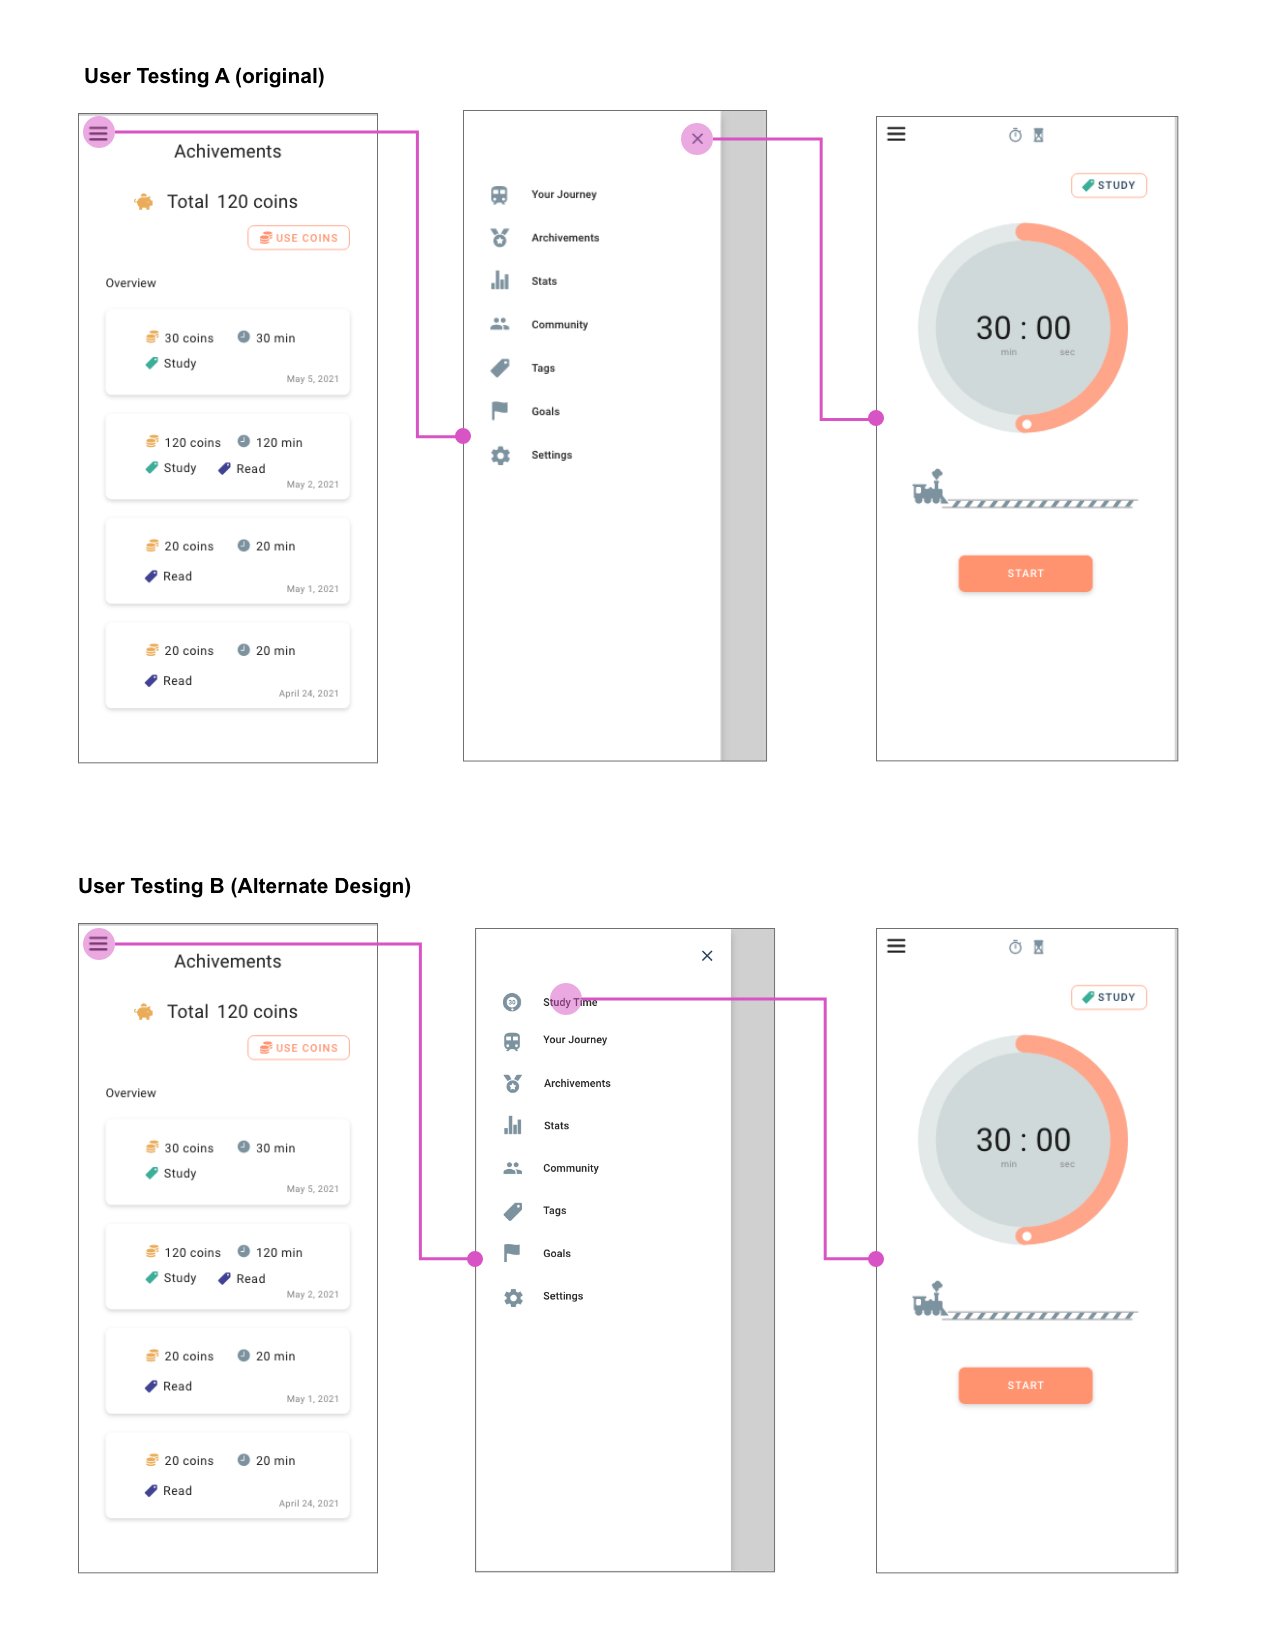 User Testing A (original)
Achivements
Total 120 coins
USE COINS
Overview
30 coins 30 min
Study
May 5, 2021
120 coins 120 min
Study Read
May 2, 2021
20 coins 20 min
Read
May 1, 2021
20 coins 20 min
Read
April 24, 2021
Your Journey
Archivements
Stats
Community
Tags
Goals
Settings
STUDY
30 : 00
min sec
START
User Testing B (Alternate Design)
Achivements
Total 120 coins
USE COINS
Overview
30 coins 30 min
Study
May 5, 2021
120 coins 120 min
Study Read
May 2, 2021
20 coins 20 min
Read
May 1, 2021
20 coins 20 min
Read
April 24, 2021
Study Time
Your Journey
Archivements
Stats
Community
Tags
Goals
Settings
STUDY
30 : 00
min sec
START